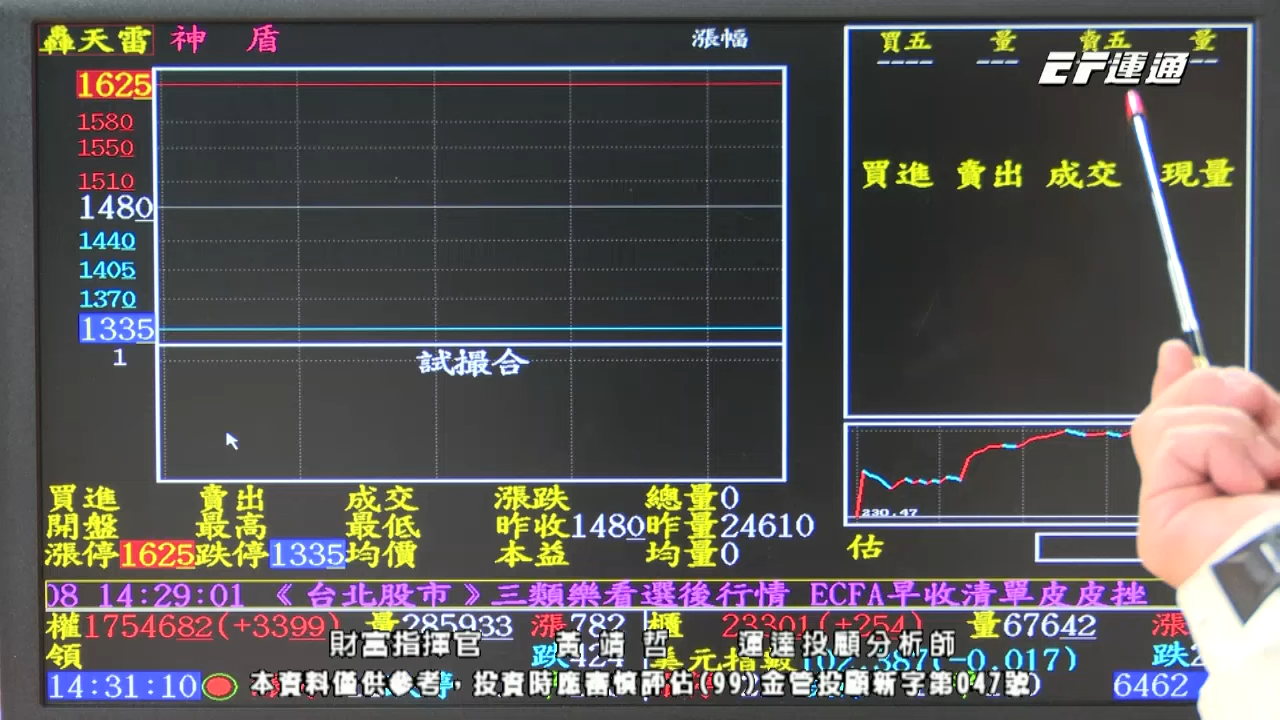 轟天雷 神 盾 漲幅
買五 量 賣五 量
EF運通
1625
1580
1550
1510
1480
1440
1405
1370
1335
1
試撮合
買進 賣出 成交 現量
買進 賣出 成交 漲跌 總量0
開盤 最高 最低 昨收1480 昨量24610
漲停1625跌停1335均價 本益 均量0
230.47
估
08 14:29:01 《台北股市》三類樂看選後行情 ECFA早收清單皮皮挫
權1754682(+3399) 量285933 漲782 櫃 23301(+254) 量67642 漲
領 跌424 美元指數102.387(-0.017) 跌2
財富指揮官 黃靖哲 運達投顧分析師
14:31:10 6462
本資料僅供參考，投資時應審慎評估(99)金管投顧新字第047號